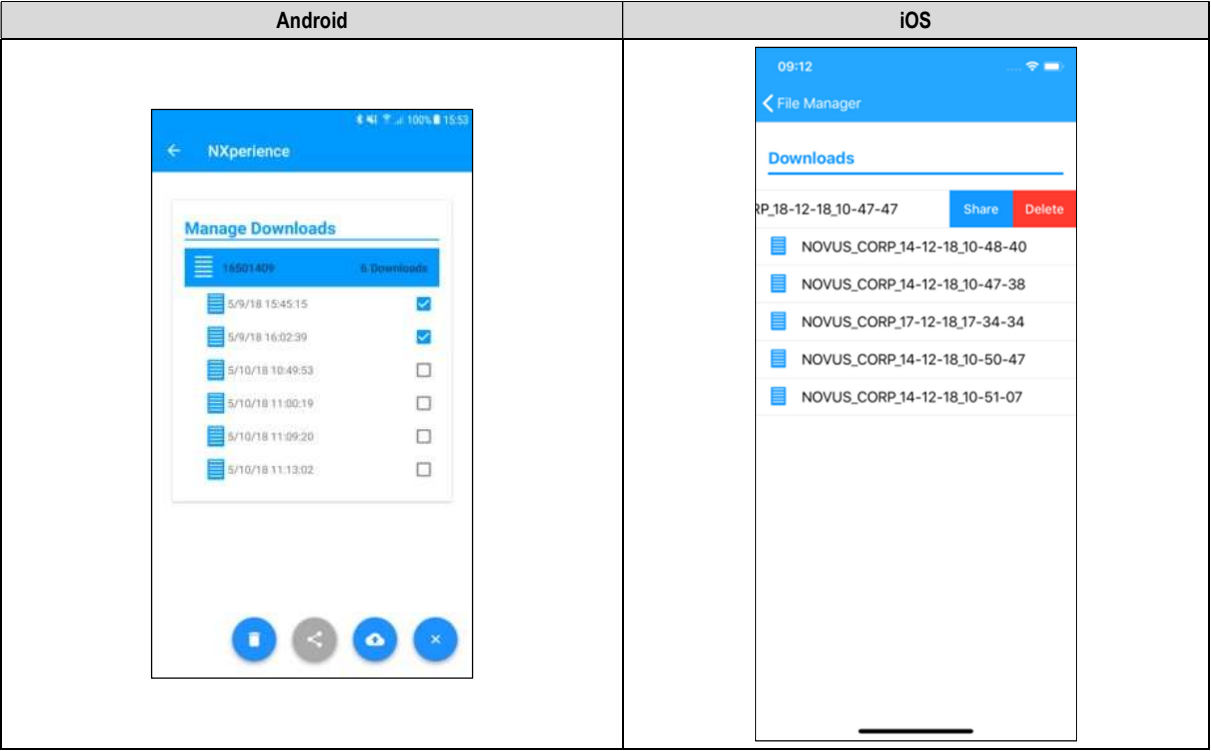 Android
iOS
100% 15:53
NXperience
Manage Downloads
16501409 6 Downloads
5/9/18 15:45:15
5/9/18 16:02:39
5/10/18 10:49:53
5/10/18 11:00:19
5/10/18 11:09:20
5/10/18 11:13:02
09:12
File Manager
Downloads
RP_18-12-18_10-47-47 Share Delete
NOVUS_CORP_14-12-18_10-48-40
NOVUS_CORP_14-12-18_10-47-38
NOVUS_CORP_17-12-18_17-34-34
NOVUS_CORP_14-12-18_10-50-47
NOVUS_CORP_14-12-18_10-51-07